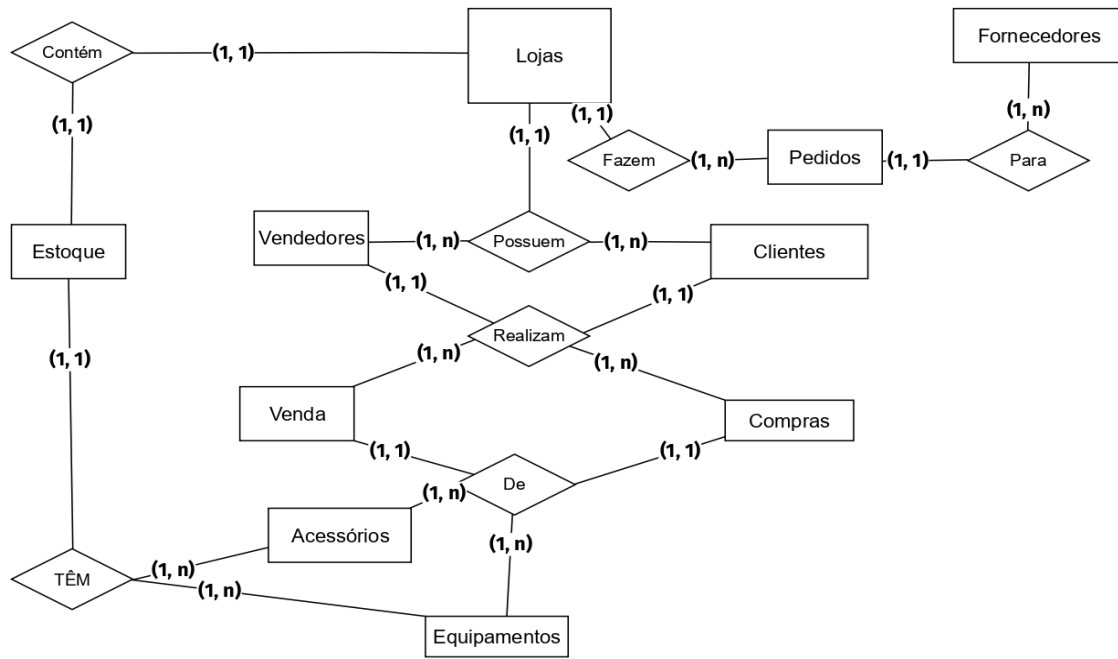 Contém
(1, 1)
Lojas
Fornecedores
(1, 1)
(1, 1)
(1, 1)
(1, n)
Fazem
(1, n)
Pedidos
(1, 1)
Para
Vendedores
(1, n)
Possuem
(1, n)
Clientes
Estoque
(1, 1)
(1, 1)
Realizam
(1, 1)
(1, n)
(1, n)
Venda
Compras
(1, 1)
(1, 1)
De
(1, n)
Acessórios
(1, n)
TÊM
(1, n)
(1, n)
Equipamentos